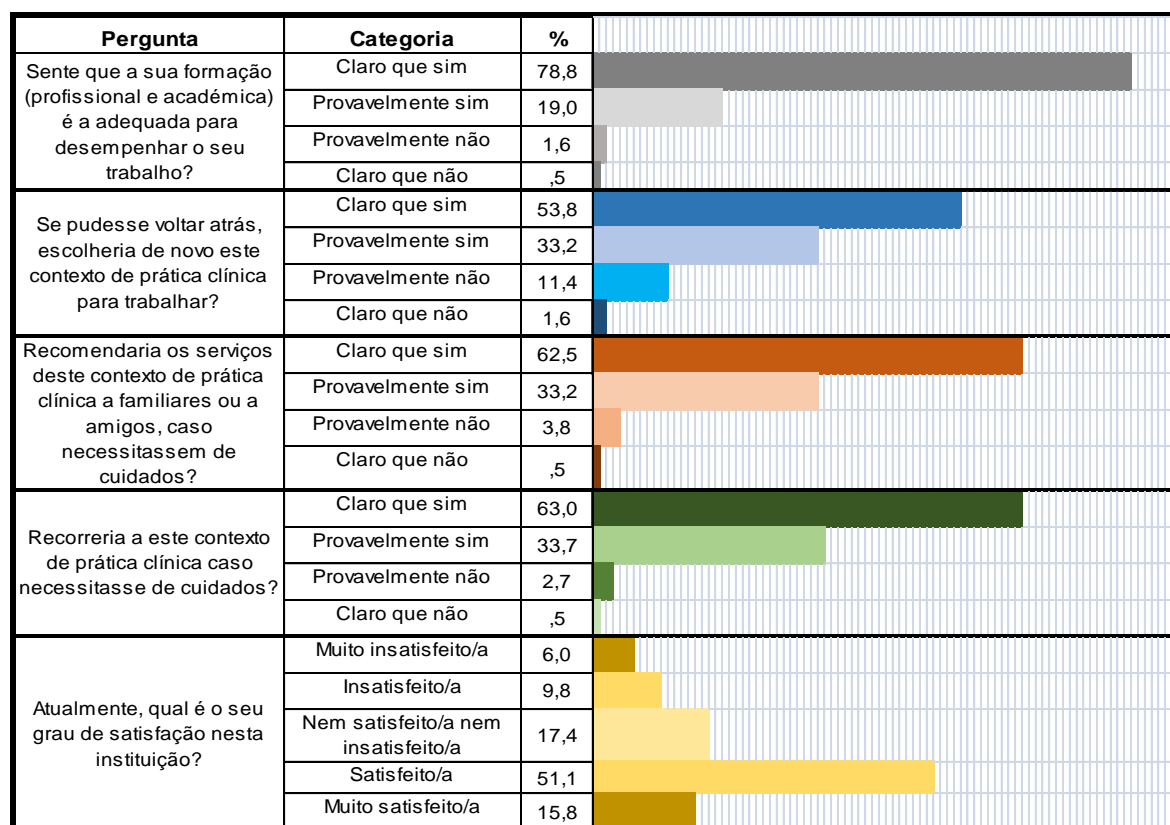 Pergunta Categoria %
Sente que a sua formação
(profissional e académica)
é a adequada para
desempenhar o seu
trabalho?
Claro que sim 78,8
Provavelmente sim 19,0
Provavelmente não 1,6
Claro que não ,5
Se pudesse voltar atrás,
escolheria de novo este
contexto de prática clínica
para trabalhar?
Claro que sim 53,8
Provavelmente sim 33,2
Provavelmente não 11,4
Claro que não 1,6
Recomendaria os serviços
deste contexto de prática
clínica a familiares ou a
amigos, caso
necessitassem de
cuidados?
Claro que sim 62,5
Provavelmente sim 33,2
Provavelmente não 3,8
Claro que não ,5
Recorreria a este contexto
de prática clínica caso
necessitasse de cuidados?
Claro que sim 63,0
Provavelmente sim 33,7
Provavelmente não 2,7
Claro que não ,5
Atualmente, qual é o seu
grau de satisfação nesta
instituição?
Muito insatisfeito/a 6,0
Insatisfeito/a 9,8
Nem satisfeito/a nem
insatisfeito/a 17,4
Satisfeito/a 51,1
Muito satisfeito/a 15,8